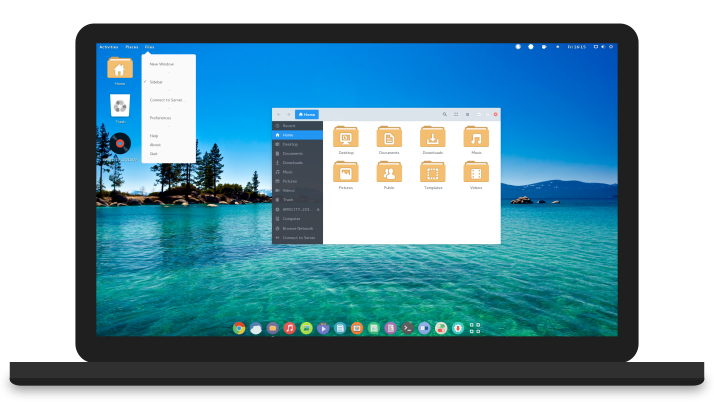 Activities Places Files
Fri 16:15
Home
Trash
New Window
Sidebar
Connect to Server...
Preferences
Help
About
Quit
Home
Recent
Home
Desktop
Documents
Downloads
Music
Pictures
Videos
Trash
Computer
Browse Network
Connect to Server
Desktop Documents Downloads Music
Pictures Public Templates Videos